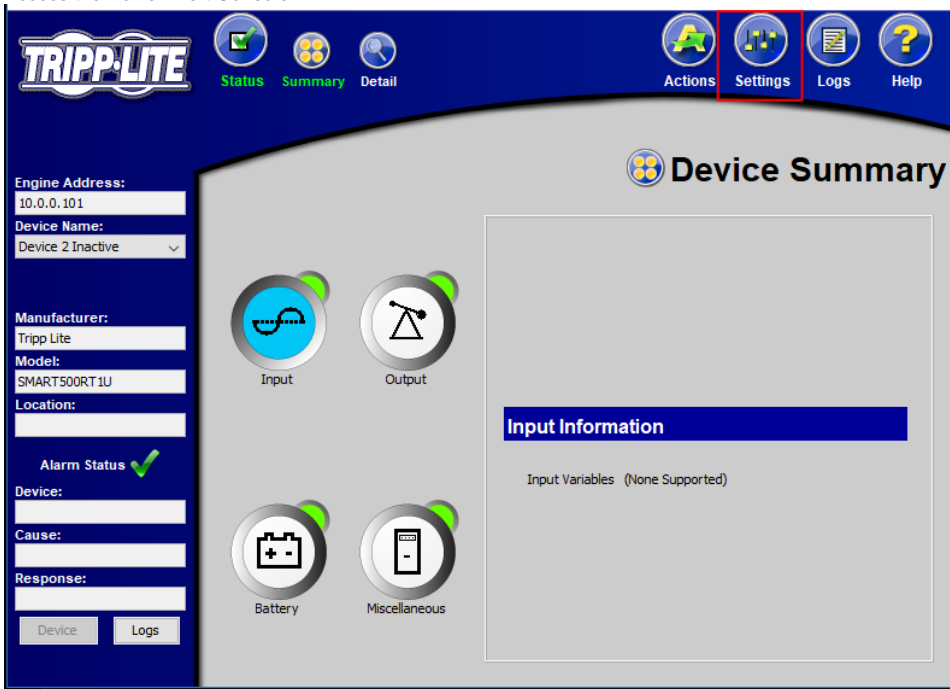 TRIPP·LITE
Status Summary Detail
Actions Settings Logs Help
Device Summary
Engine Address:
10.0.0.101
Device Name:
Device 2 Inactive
Manufacturer:
Tripp Lite
Model:
SMART500RT1U
Location:
Alarm Status
Device:
Cause:
Response:
Device Logs
Input Output
Battery Miscellaneous
Input Information
Input Variables (None Supported)